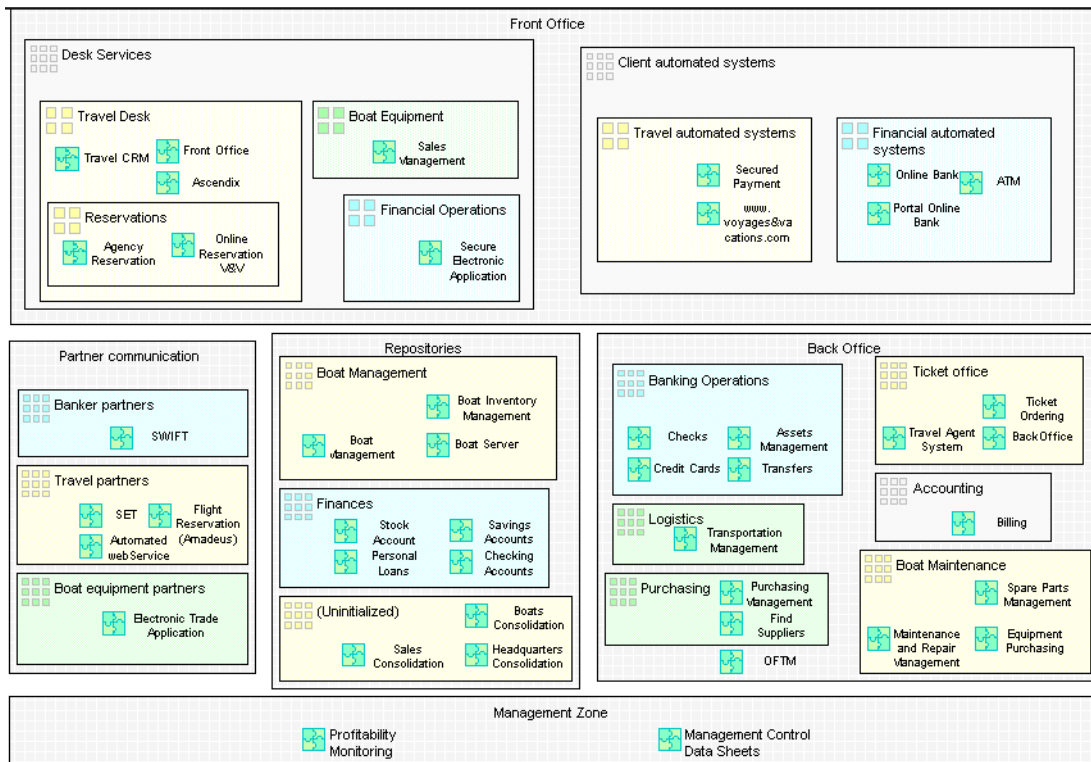 Front Office
Desk Services
Travel Desk
Travel CRM
Front Office
Ascendix
Reservations
Agency
Reservation
Online
Reservation
V&V
Boat Equipment
Sales
Management
Financial Operations
Secure
Electronic
Application
Client automated systems
Travel automated systems
Secured
Payment
www.
voyages&va
cations.com
Financial automated
systems
Online Bank
ATM
Portal Online
Bank
Partner communication
Banker partners
SWIFT
Travel partners
SET
Flight
Reservation
(Amadeus)
Automated
webService
Boat equipment partners
Electronic Trade
Application
Repositories
Boat Management
Boat Inventory
Management
Boat
Management
Boat Server
Finances
Stock
Account
Savings
Accounts
Personal
Loans
Checking
Accounts
(Uninitialized)
Boats
Consolidation
Sales
Consolidation
Headquarters
Consolidation
Back Office
Banking Operations
Checks
Assets
Management
Credit Cards
Transfers
Logistics
Transportation
Management
Purchasing
Purchasing
Management
Find
Suppliers
OFTM
Ticket office
Ticket
Ordering
Travel Agent
System
BackOffice
Accounting
Billing
Boat Maintenance
Spare Parts
Management
Maintenance
and Repair
Management
Equipment
Purchasing
Management Zone
Profitability
Monitoring
Management Control
Data Sheets